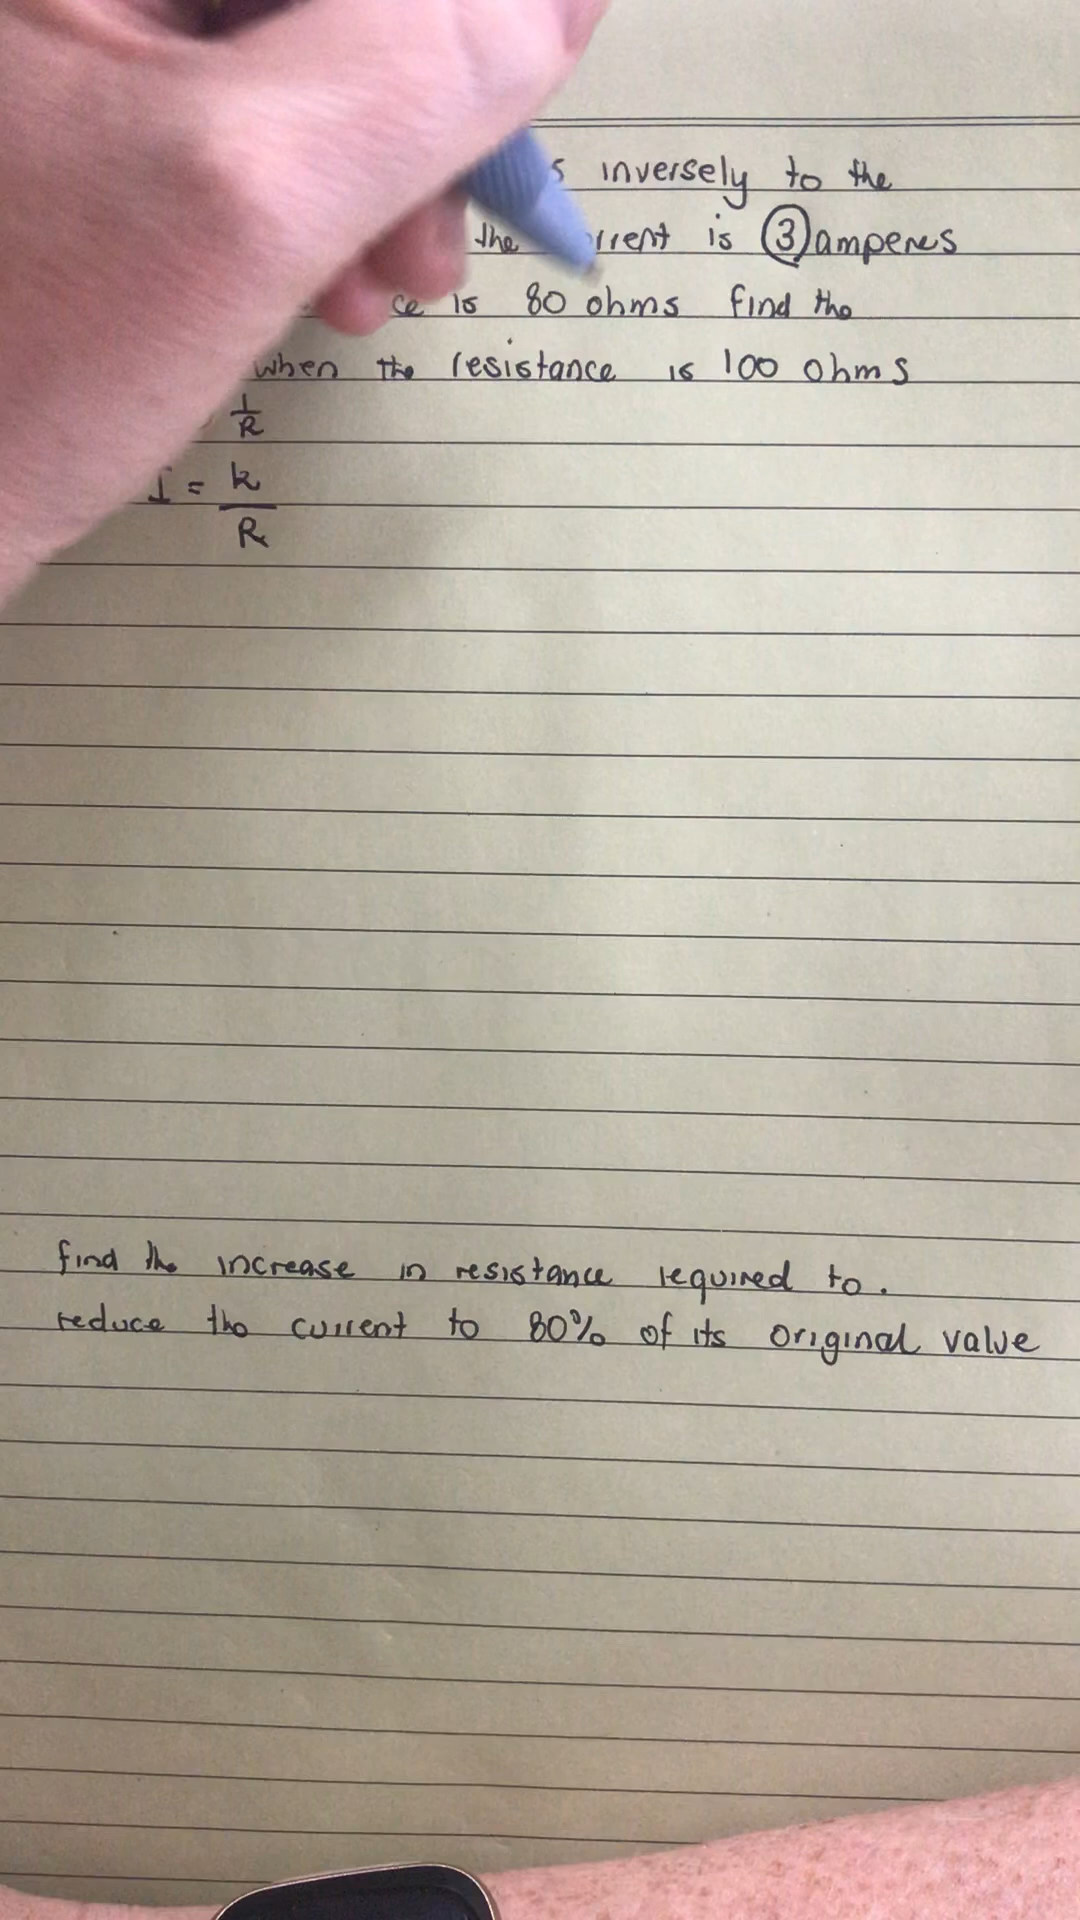 inversely to the
the is 3 amperes
is 80 ohms find the
when the resistance is 100 ohms
1/R
I = k/R
find the increase in resistance required to.
reduce the current to 80% of its original value